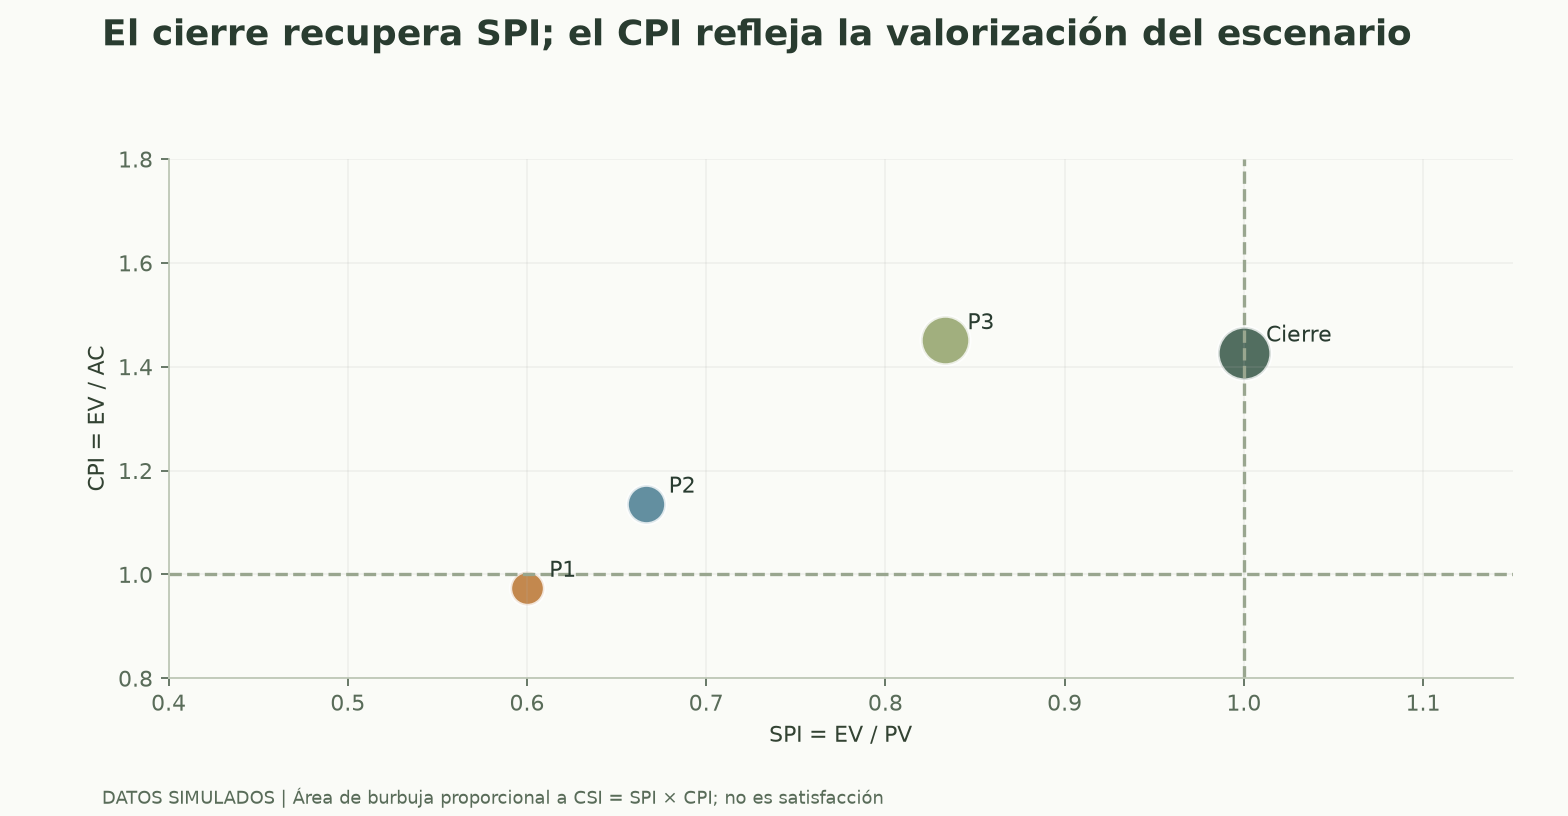 El cierre recupera SPI; el CPI refleja la valorización del escenario
1.8
1.6
1.4
1.2
1.0
0.8
CPI = EV / AC
P3
Cierre
P2
P1
0.4 0.5 0.6 0.7 0.8 0.9 1.0 1.1
SPI = EV / PV
DATOS SIMULADOS | Área de burbuja proporcional a CSI = SPI × CPI; no es satisfacción